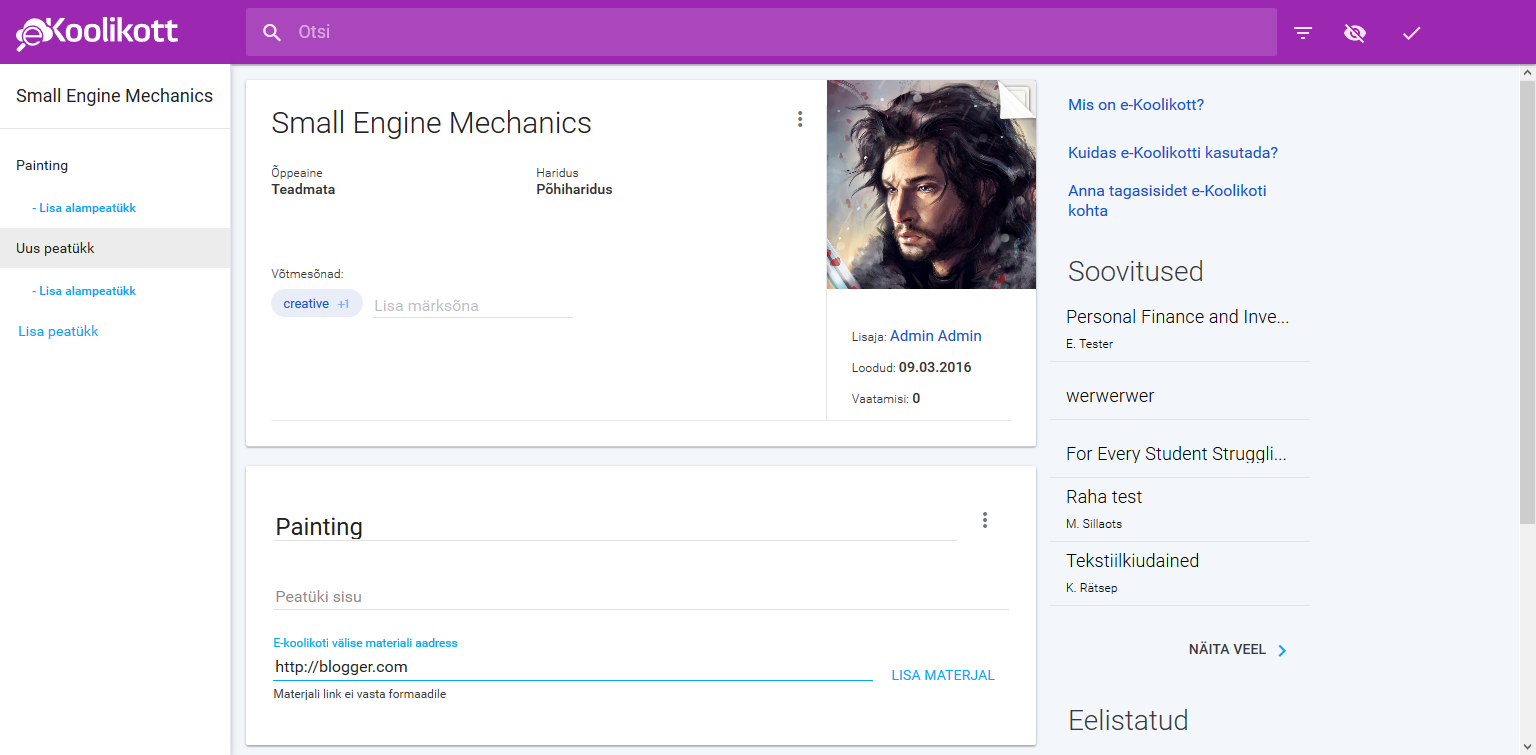 eKoolikott
Otsi
Small Engine Mechanics
Painting
- Lisa alampeatükk
Uus peatükk
- Lisa alampeatükk
Lisa peatükk
Small Engine Mechanics
Õppeaine
Teadmata
Haridus
Põhiharidus
Võtmesõnad:
creative +1
Lisa märksõna
Lisaja: Admin Admin
Loodud: 09.03.2016
Vaatamisi: 0
Painting
Peatüki sisu
E-koolikoti välise materiali aadress
http://blogger.com
LISA MATERJAL
Materjali link ei vasta formaadile
Mis on e-Koolikott?
Kuidas e-Koolikotti kasutada?
Anna tagasisidet e-Koolikoti
kohta
Soovitused
Personal Finance and Inve...
E. Tester
werwerwer
For Every Student Struggli...
Raha test
M. Sillaots
Tekstiilkiudained
K. Rätsep
NÄITA VEEL
Eelistatud